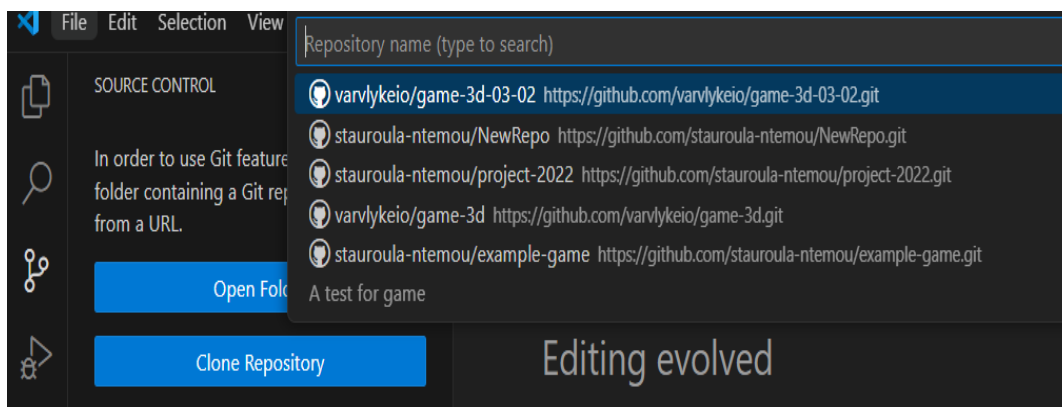 File Edit Selection View
Repository name (type to search)
SOURCE CONTROL
varvlykeio/game-3d-03-02 https://github.com/varvlykeio/game-3d-03-02.git
stauroula-ntemou/NewRepo https://github.com/stauroula-ntemou/NewRepo.git
stauroula-ntemou/project-2022 https://github.com/stauroula-ntemou/project-2022.git
varvlykeio/game-3d https://github.com/varvlykeio/game-3d.git
stauroula-ntemou/example-game https://github.com/stauroula-ntemou/example-game.git
A test for game
In order to use Git feature
folder containing a Git rep
from a URL.
Open Fold
Clone Repository
Editing evolved